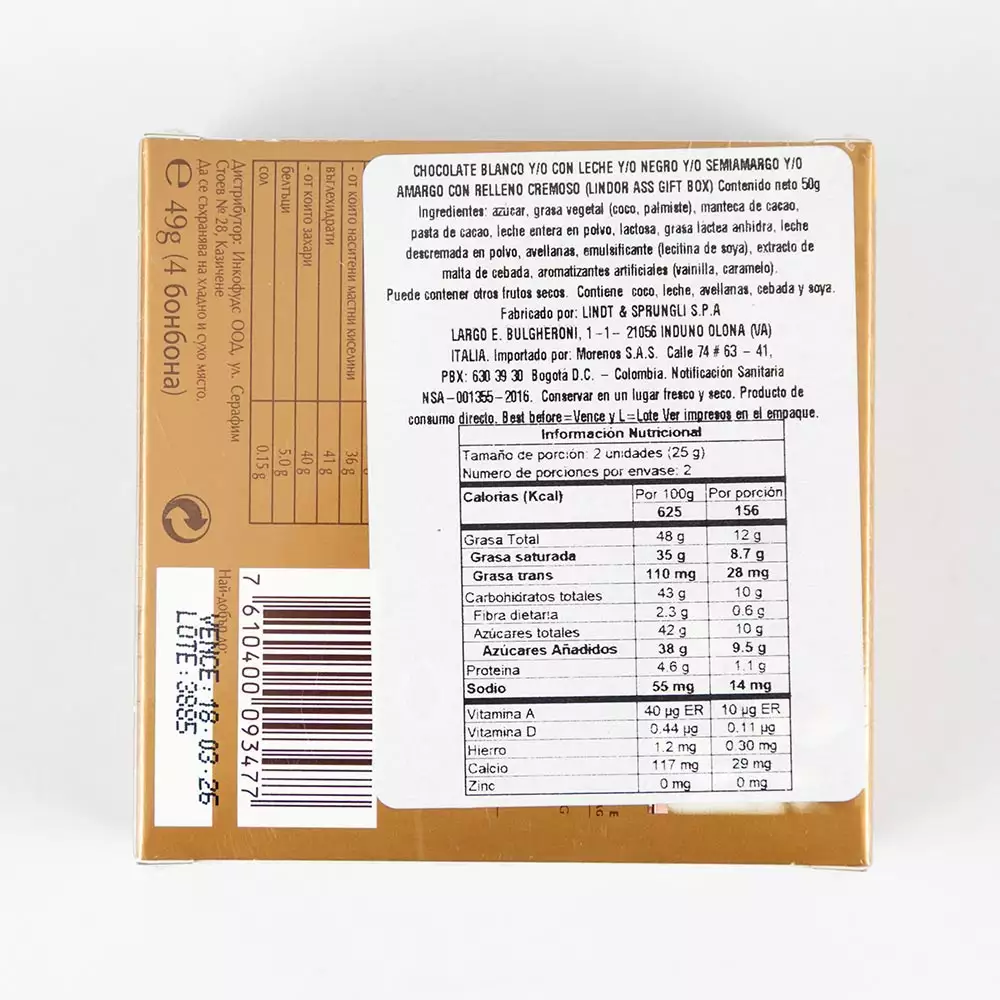 CHOCOLATE BLANCO Y/O CON LECHE Y/O NEGRO Y/O SEMIAMARGO Y/O
AMARGO CON RELLENO CREMOSO (LINDOR ASS GIFT BOX) Contenido neto 50g
Ingredientes: azúcar, grasa vegetal (coco, palmiste), manteca de cacao,
pasta de cacao, leche entera en polvo, lactosa, grasa láctea anhidra, leche
descremada en polvo, avellanas, emulsificante (lecitina de soya), extracto de
malta de cebada, aromatizantes artificiales (vainilla, caramelo).
Puede contener otros frutos secos. Contiene coco, leche, avellanas, cebada y soya.
Fabricado por: LINDT & SPRUNGLI S.P.A
LARGO E. BULGHERONI, 1 -1- 21056 INDUNO OLONA (VA)
ITALIA. Importado por: Morenos S.A.S. Calle 74 # 63 - 41,
PBX: 630 39 30 Bogotá D.C. - Colombia. Notificación Sanitaria
NSA-001355-2016. Conservar en un lugar fresco y seco. Producto de
consumo directo. Best before=Vence y L=Lote Ver impresos en el empaque.
Información Nutricional
Tamaño de porción: 2 unidades (25 g)
Numero de porciones por envase: 2
Calorias (Kcal) Por 100g Por porción
625 156
Grasa Total 48 g 12 g
Grasa saturada 35 g 8.7 g
Grasa trans 110 mg 28 mg
Carbohidratos totales 43 g 10 g
Fibra dietaria 2.3 g 0.6 g
Azúcares totales 42 g 10 g
Azúcares Añadidos 38 g 9.5 g
Proteina 4.6 g 1.1 g
Sodio 55 mg 14 mg
Vitamina A 40 µg ER 10 µg ER
Vitamina D 0.44 µg 0.11 µg
Hierro 1.2 mg 0.30 mg
Calcio 117 mg 29 mg
Zinc 0 mg 0 mg
- от които наситени мастни киселини 36 g
въглехидрати 41 g
- от които захари 40 g
белтъци 5.0 g
сол 0.15 g
Дистрибутор: Инкофудс ООД, ул. Серафим
Стоев № 28, Казичене
Да се съхранява на хладно и сухо място.
e 49g (4 бонбона)
Най-добър до:
7 610400 093477
VENCE: 18.03.26
LOTE: 3885